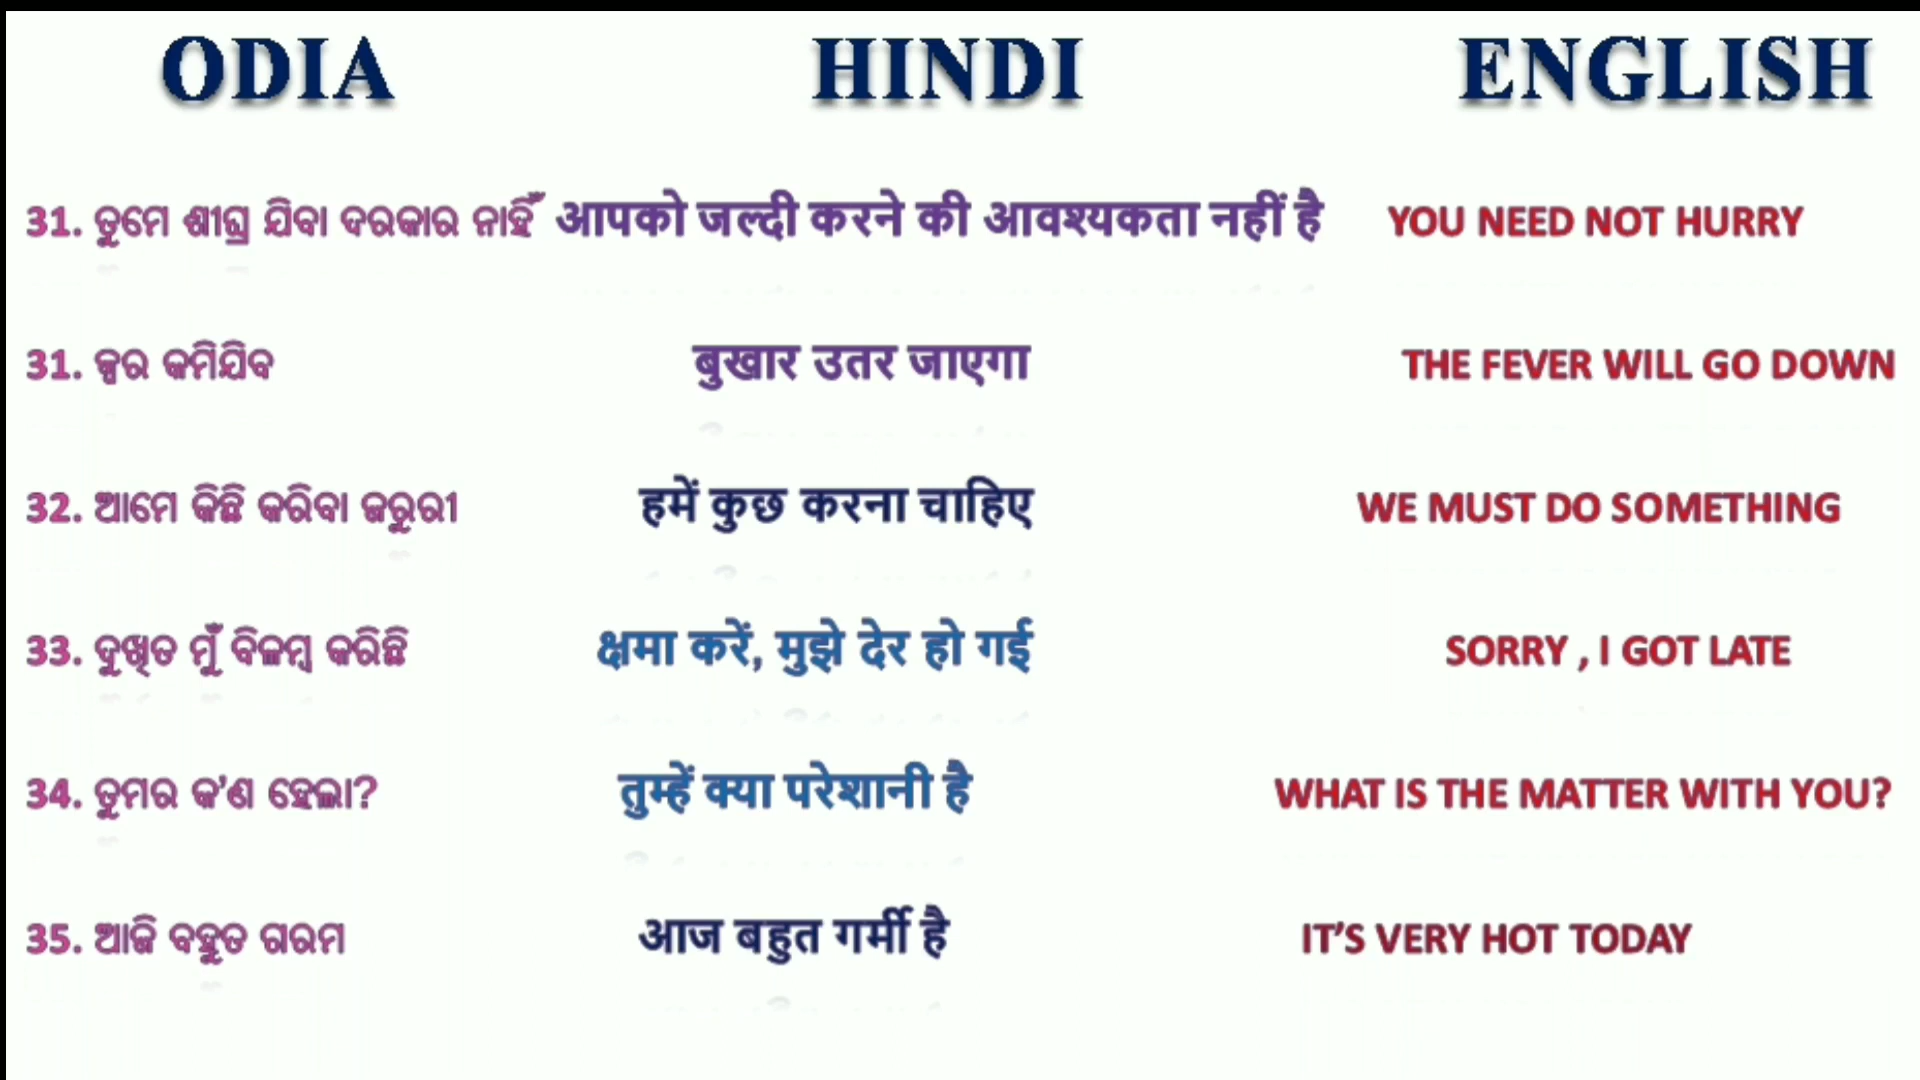 ODIA HINDI ENGLISH
31. ତୁମେ ଶୀଘ୍ର ଯିବା ଦରକାର ନାହିଁ आपको जल्दी करने की आवश्यकता नहीं है YOU NEED NOT HURRY
31. ଜ୍ଵର କମିଯିବ बुखार उतर जाएगा THE FEVER WILL GO DOWN
32. ଆମେ କିଛି କରିବା ଜରୁରୀ हमें कुछ करना चाहिए WE MUST DO SOMETHING
33. ଦୁଖିତ ମୁଁ ବିଳମ୍ବ କରିଛି क्षमा करें, मुझे देर हो गई SORRY , I GOT LATE
34. ତୁମର କ'ଣ ହେଲା? तुम्हें क्या परेशानी है WHAT IS THE MATTER WITH YOU?
35. ଆଜି ବହୁତ ଗରମ आज बहुत गर्मी है IT’S VERY HOT TODAY